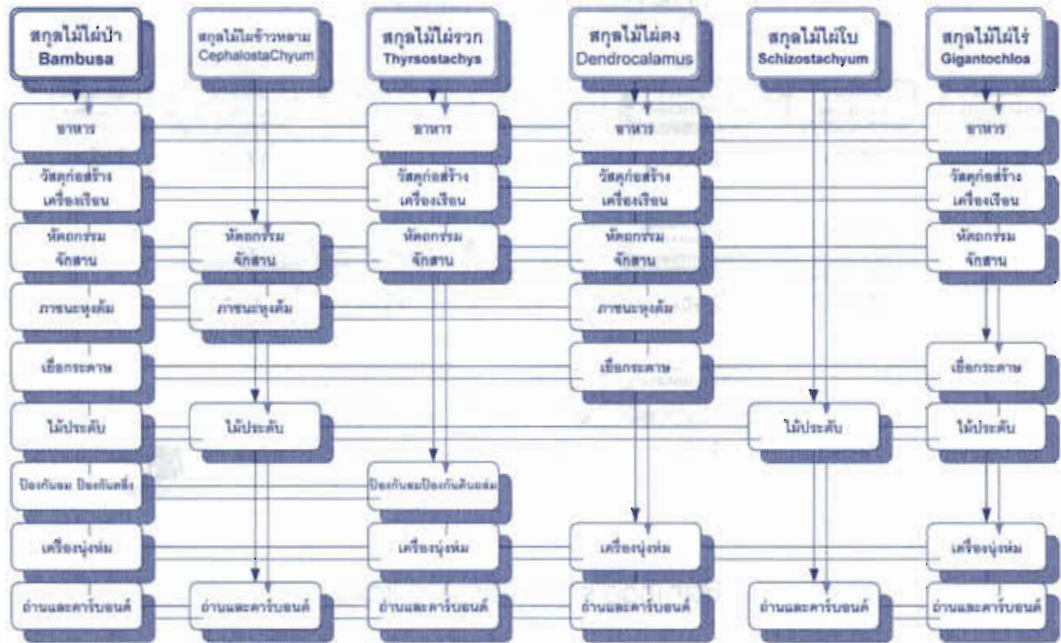 สกุลไม้ไผ่ป่า
Bambusa
สกุลไม้ไผ่ข้าวหลาม
CephalostaChyum
สกุลไม้ไผ่รวก
Thyrsostachys
สกุลไม้ไผ่ตง
Dendrocalamus
สกุลไม้ไผ่โบ
Schizostachyum
สกุลไม้ไผ่ไร่
Gigantochloa
อาหาร
อาหาร
อาหาร
อาหาร
วัสดุก่อสร้าง
เครื่องเรือน
วัสดุก่อสร้าง
เครื่องเรือน
วัสดุก่อสร้าง
เครื่องเรือน
วัสดุก่อสร้าง
เครื่องเรือน
หัตถกรรม
จักสาน
หัตถกรรม
จักสาน
หัตถกรรม
จักสาน
หัตถกรรม
จักสาน
หัตถกรรม
จักสาน
ภาชนะหุงต้ม
ภาชนะหุงต้ม
ภาชนะหุงต้ม
เยื่อกระดาษ
เยื่อกระดาษ
เยื่อกระดาษ
ไม้ประดับ
ไม้ประดับ
ไม้ประดับ
ไม้ประดับ
ป้องกันลม ป้องกันตลิ่ง
ป้องกันลมป้องกันดินถล่ม
เครื่องนุ่งห่ม
เครื่องนุ่งห่ม
เครื่องนุ่งห่ม
เครื่องนุ่งห่ม
ถ่านและคาร์บอนด์
ถ่านและคาร์บอนด์
ถ่านและคาร์บอนด์
ถ่านและคาร์บอนด์
ถ่านและคาร์บอนด์
ถ่านและคาร์บอนด์